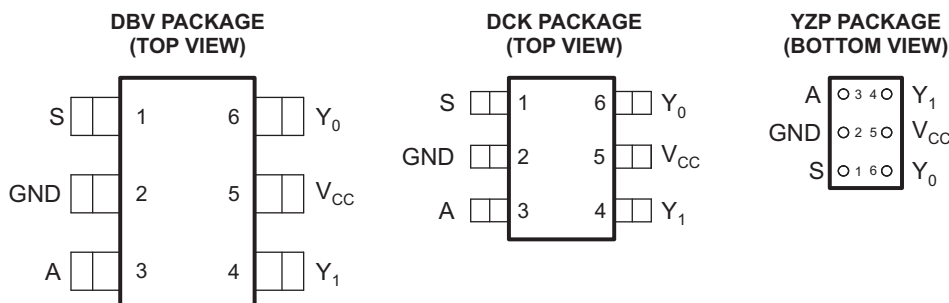 DBV PACKAGE
(TOP VIEW)
S 1 6 Y0
GND 2 5 VCC
A 3 4 Y1
DCK PACKAGE
(TOP VIEW)
S 1 6 Y0
GND 2 5 VCC
A 3 4 Y1
YZP PACKAGE
(BOTTOM VIEW)
A 3 4 Y1
GND 2 5 VCC
S 1 6 Y0